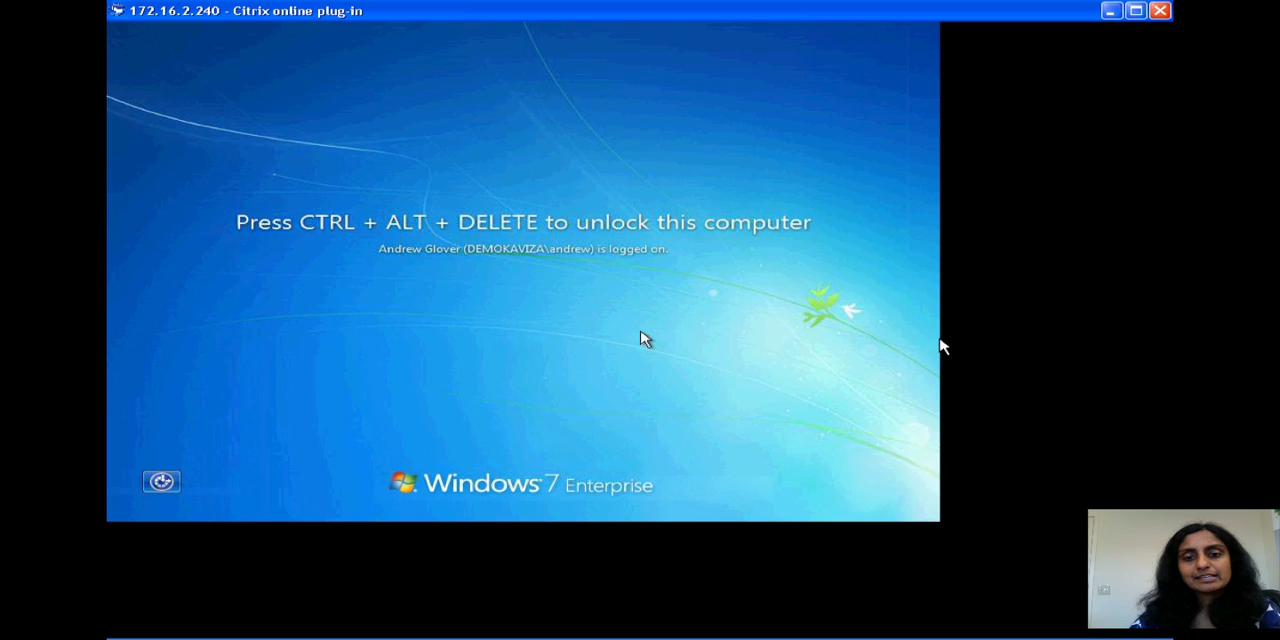 172.16.2.240 - Citrix online plug-in
Press CTRL + ALT + DELETE to unlock this computer
Andrew Glover (DEMOKAVIZA\andrew) is logged on.
Windows 7 Enterprise